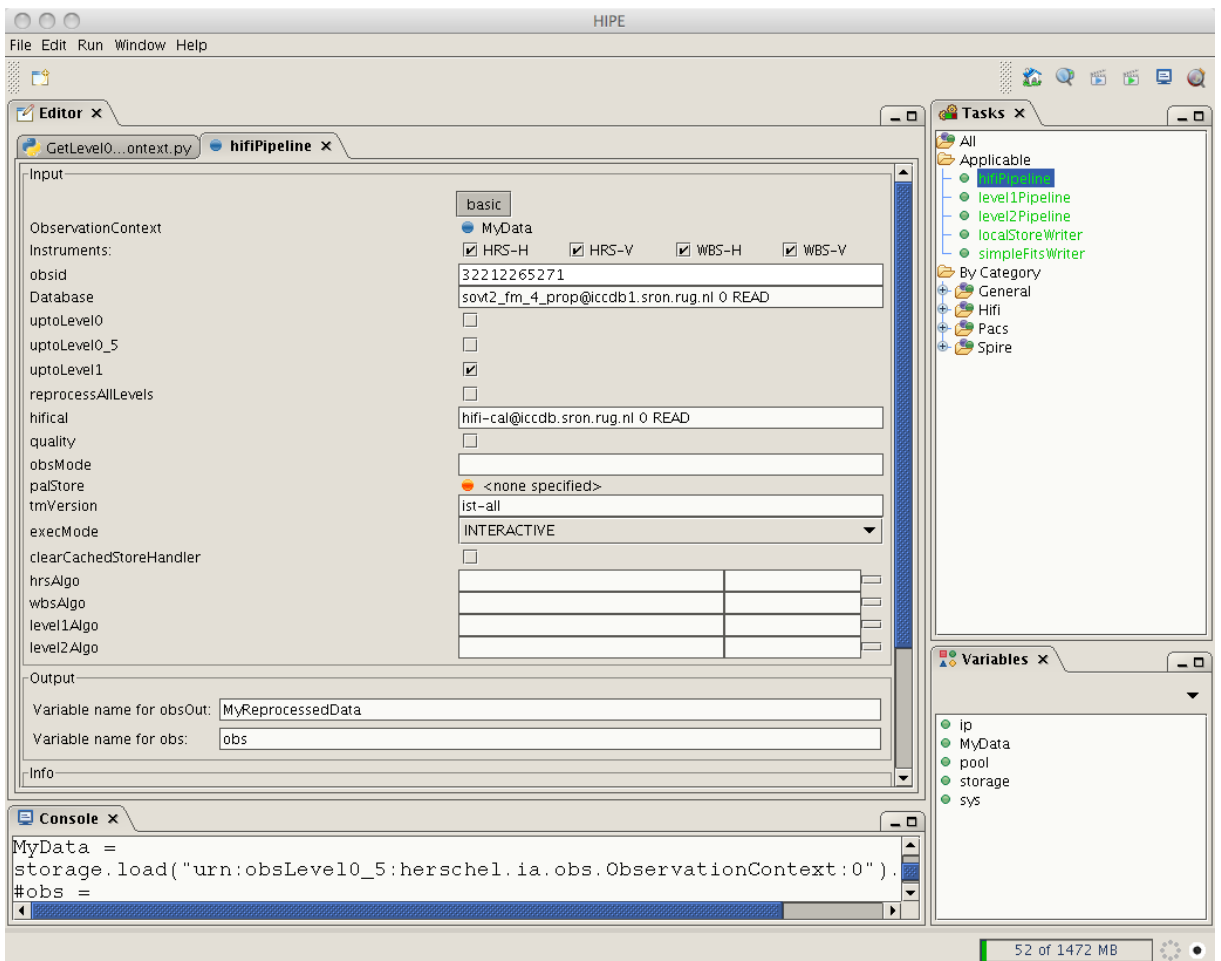 HIPE
File Edit Run Window Help
Editor
GetLevel0...ontext.py hifiPipeline
Input
basic
ObservationContext MyData
Instruments: HRS-H HRS-V WBS-H WBS-V
obsid 32212265271
Database sovt2_fm_4_prop@iccdb1.sron.rug.nl 0 READ
uptoLevel0
uptoLevel0_5
uptoLevel1
reprocessAllLevels
hifical hifi-cal@iccdb.sron.rug.nl 0 READ
quality
obsMode
palStore <none specified>
tmVersion ist-all
execMode INTERACTIVE
clearCachedStoreHandler
hrsAlgo
wbsAlgo
level1Algo
level2Algo
Output
Variable name for obsOut: MyReprocessedData
Variable name for obs: obs
Info
Console
MyData =
storage.load("urn:obsLevel0_5:herschel.ia.obs.ObservationContext:0").
#obs =
Tasks
All
Applicable
hifiPipeline
level1Pipeline
level2Pipeline
localStoreWriter
simpleFitsWriter
By Category
General
Hifi
Pacs
Spire
Variables
ip
MyData
pool
storage
sys
52 of 1472 MB